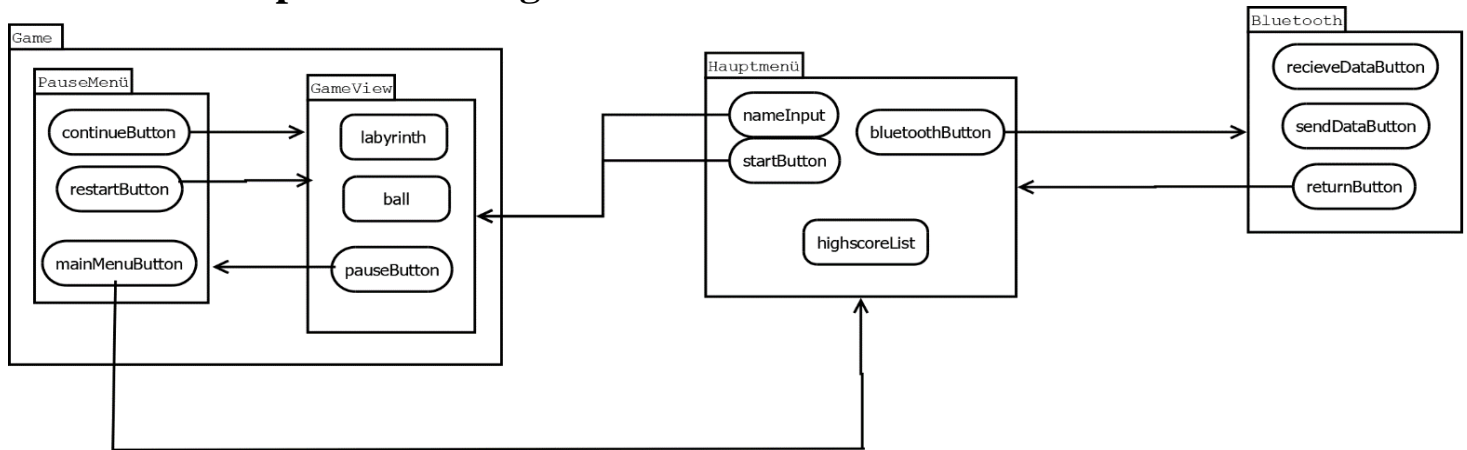 Game
PauseMenü
continueButton
restartButton
mainMenuButton
GameView
labyrinth
ball
pauseButton
Hauptmenü
nameInput
startButton
bluetoothButton
highscoreList
Bluetooth
recieveDataButton
sendDataButton
returnButton